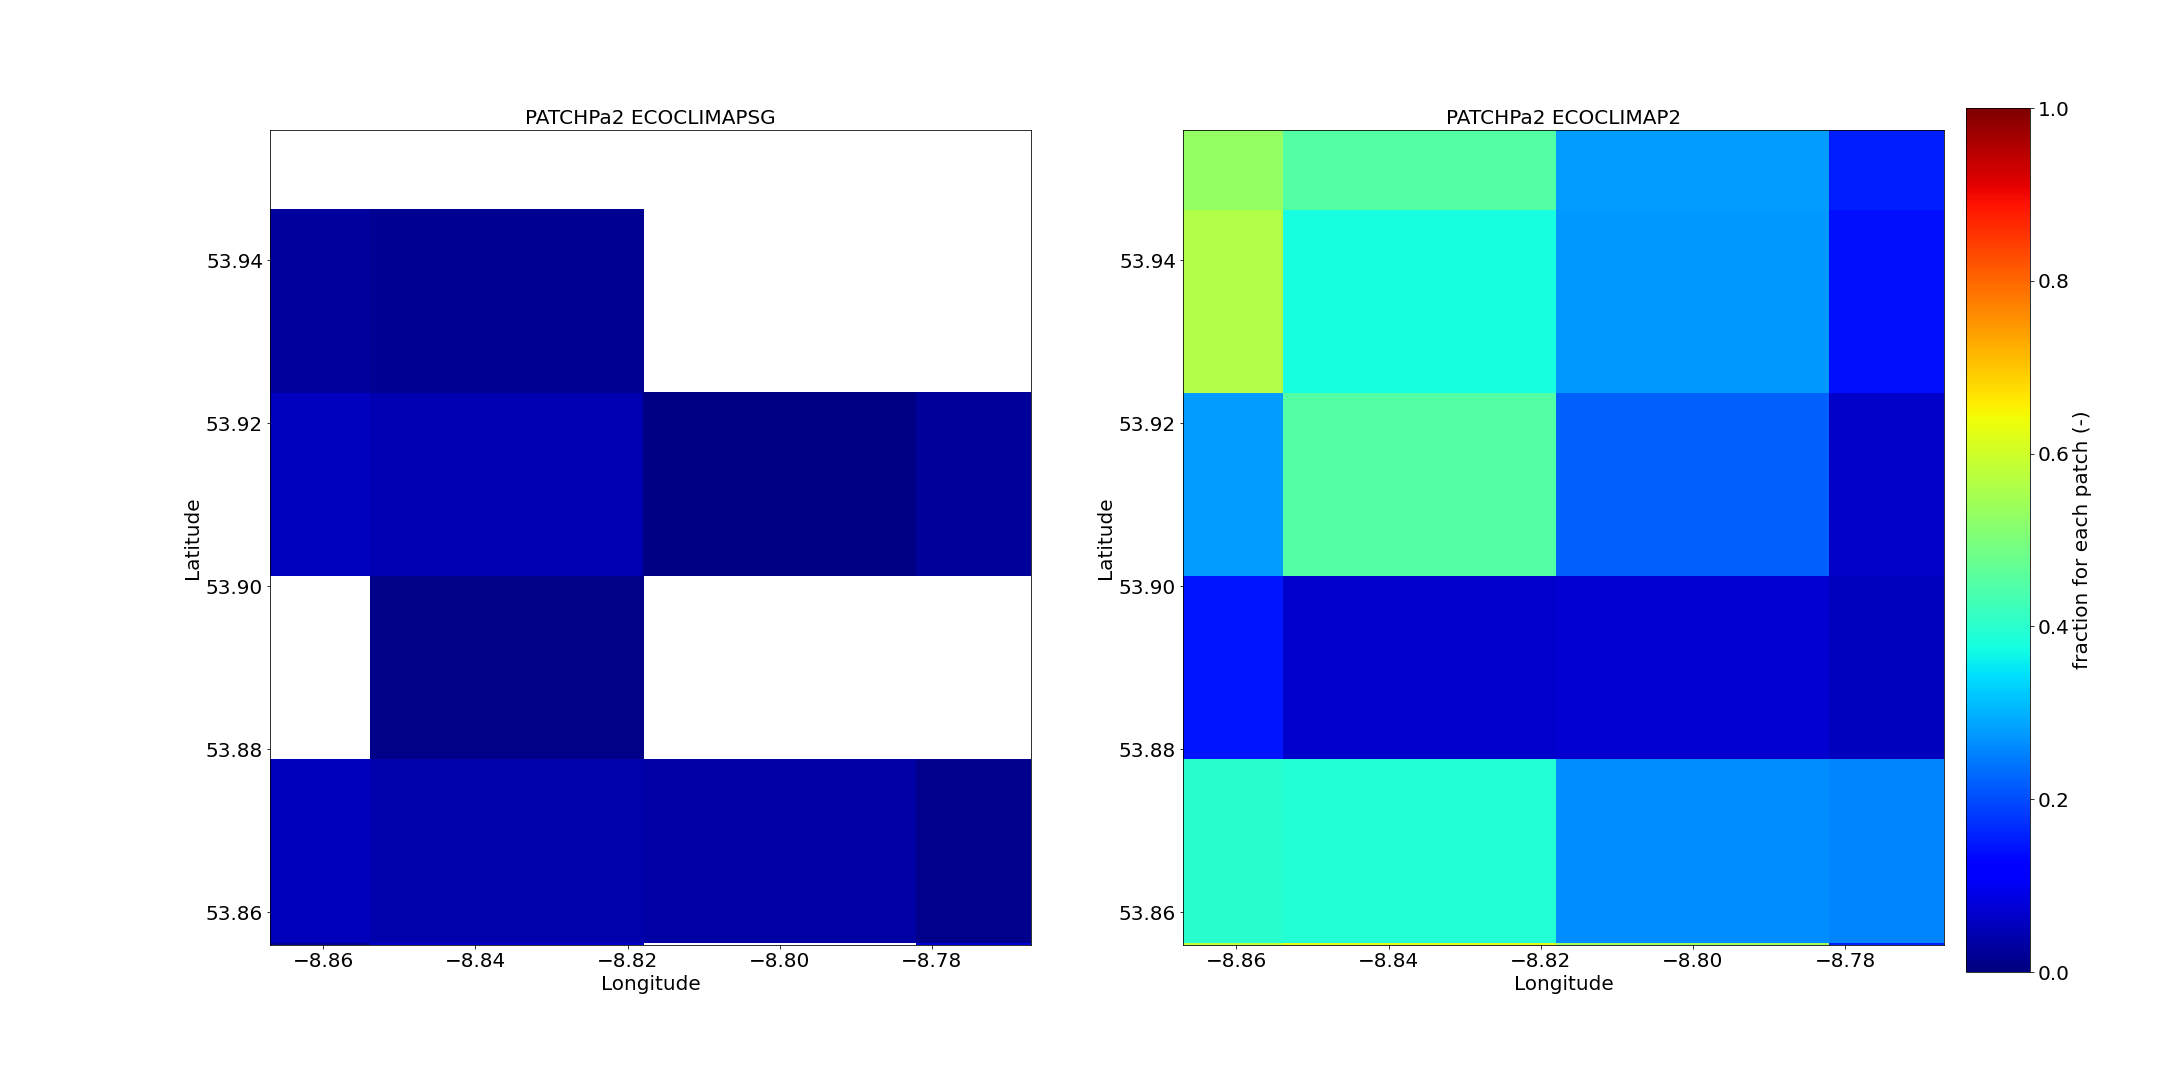 PATCHPa2 ECOCLIMAPSG
53.94
53.92
53.90
53.88
53.86
Latitude
−8.86 −8.84 −8.82 −8.80 −8.78
Longitude
PATCHPa2 ECOCLIMAP2
53.94
53.92
53.90
53.88
53.86
Latitude
−8.86 −8.84 −8.82 −8.80 −8.78
Longitude
1.0
0.8
0.6
0.4
0.2
0.0
fraction for each patch (-)